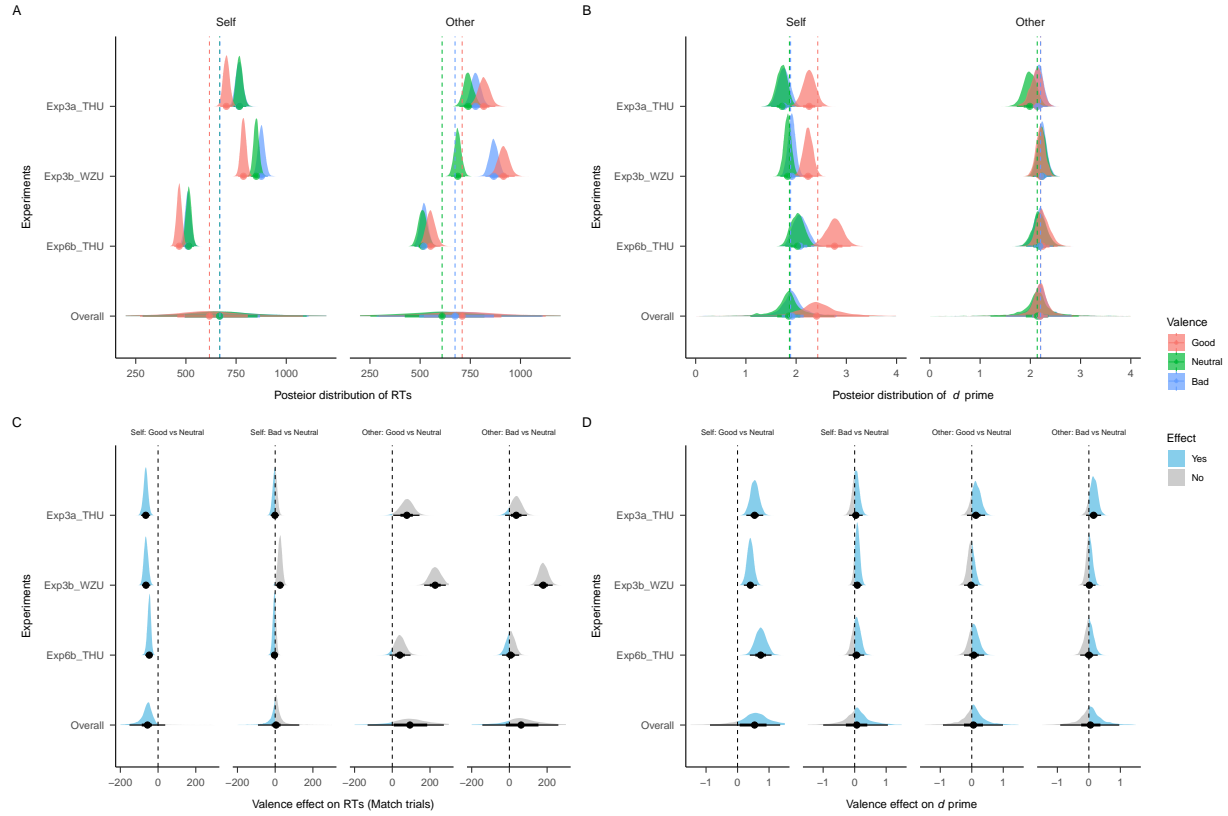 A
Self
Other
Experiments
Exp3a_THU
Exp3b_WZU
Exp6b_THU
Overall
250 500 750 1000
250 500 750 1000
Posteior distribution of RTs
B
Self
Other
Experiments
Exp3a_THU
Exp3b_WZU
Exp6b_THU
Overall
0 1 2 3 4
0 1 2 3 4
Posteior distribution of d prime
Valence
Good
Neutral
Bad
C
Self: Good vs Neutral
Self: Bad vs Neutral
Other: Good vs Neutral
Other: Bad vs Neutral
Experiments
Exp3a_THU
Exp3b_WZU
Exp6b_THU
Overall
−200 0 200
−200 0 200
−200 0 200
−200 0 200
Valence effect on RTs (Match trials)
D
Self: Good vs Neutral
Self: Bad vs Neutral
Other: Good vs Neutral
Other: Bad vs Neutral
Experiments
Exp3a_THU
Exp3b_WZU
Exp6b_THU
Overall
−1 0 1
−1 0 1
−1 0 1
−1 0 1
Valence effect on d prime
Effect
Yes
No